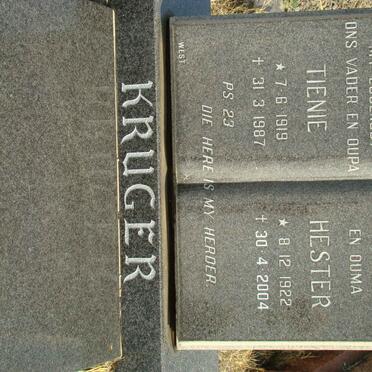 ONS VADER EN OUPA
TIENIE
★ 7·6·1919
✝ 31·3·1987
PS 23
DIE HERE IS MY HERDER.
EN OUMA
HESTER
★ 8·12·1922
✝ 30·4·2004
WEST
KRUGER